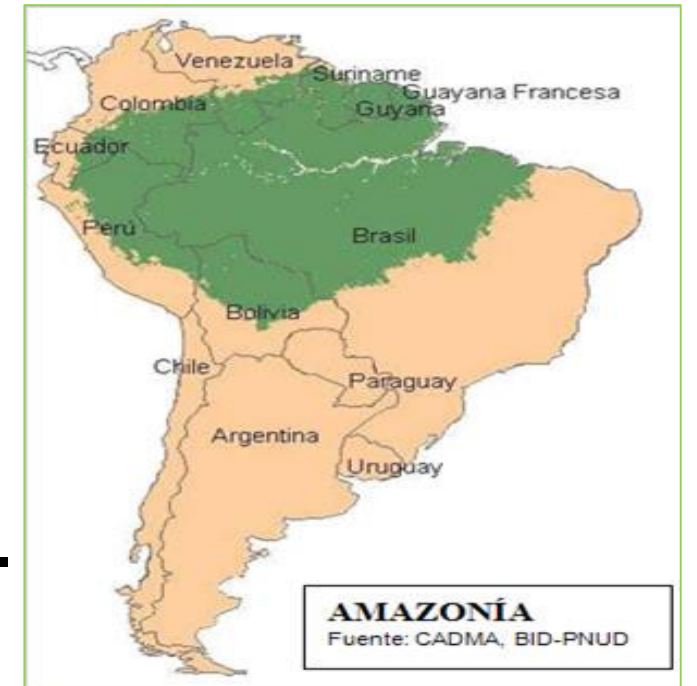 Venezuela
Suriname
Guayana Francesa
Colombia
Guyana
Ecuador
Perú
Brasil
Bolivia
Chile
Paraguay
Argentina
Uruguay
AMAZONÍA
Fuente: CADMA, BID-PNUD